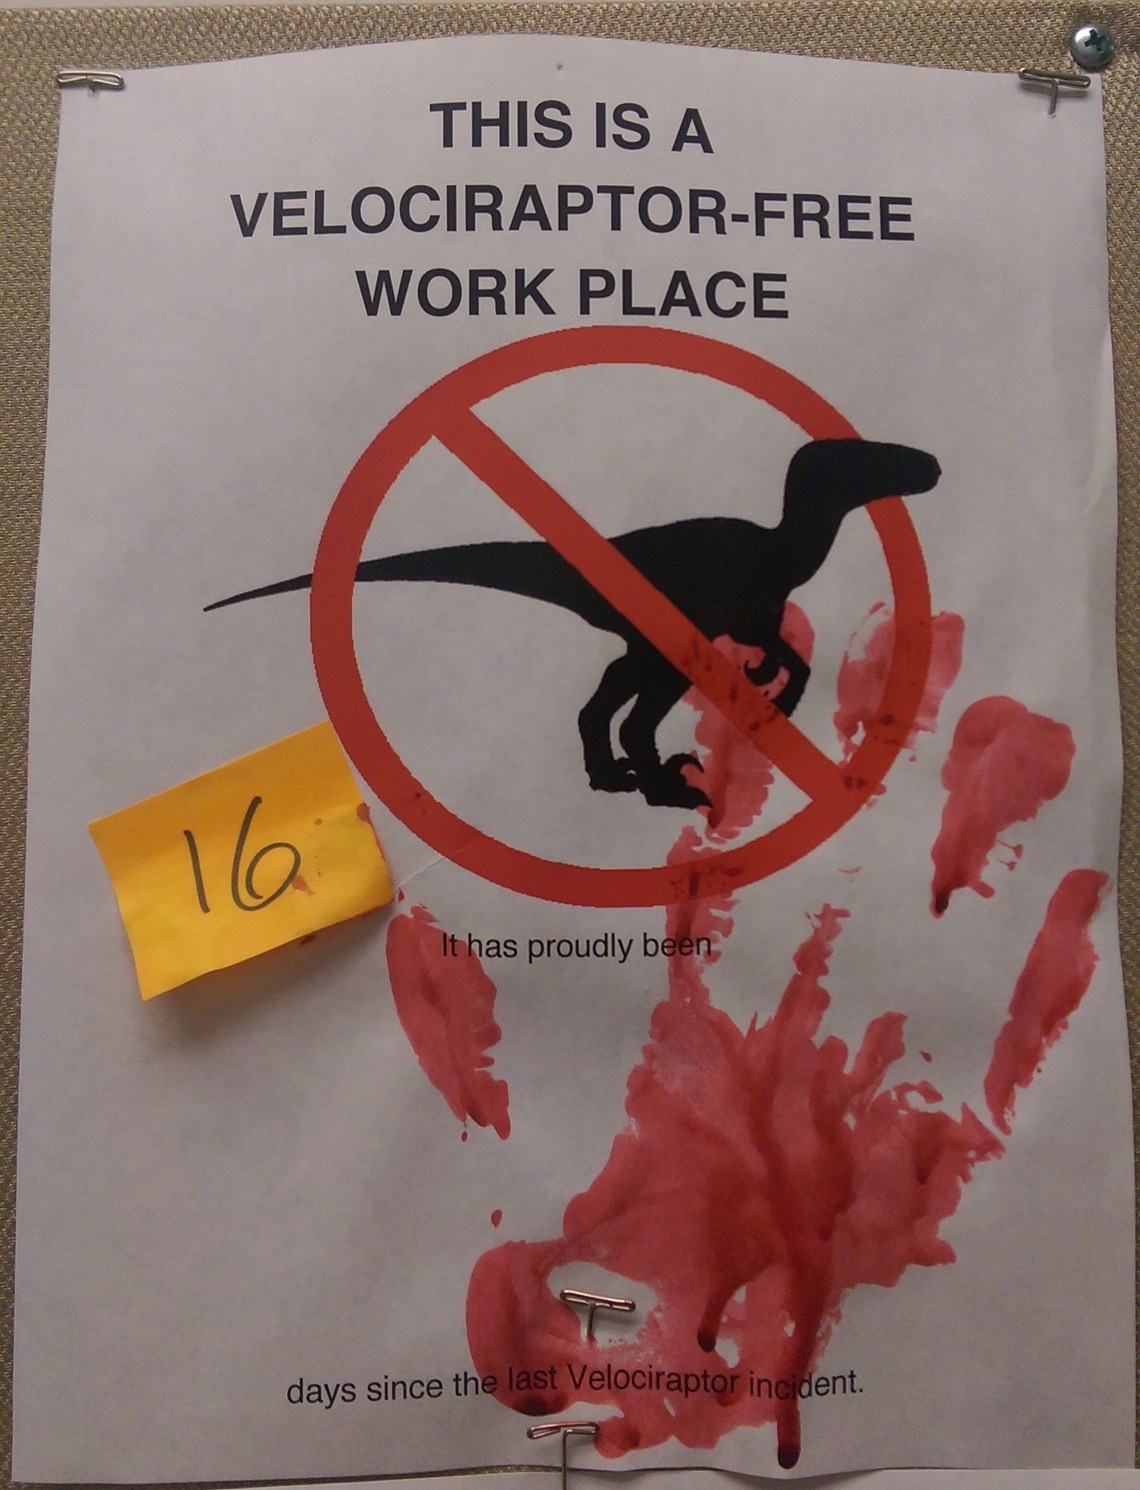 THIS IS A
VELOCIRAPTOR-FREE
WORK PLACE
16
It has proudly been
days since the last Velociraptor incident.